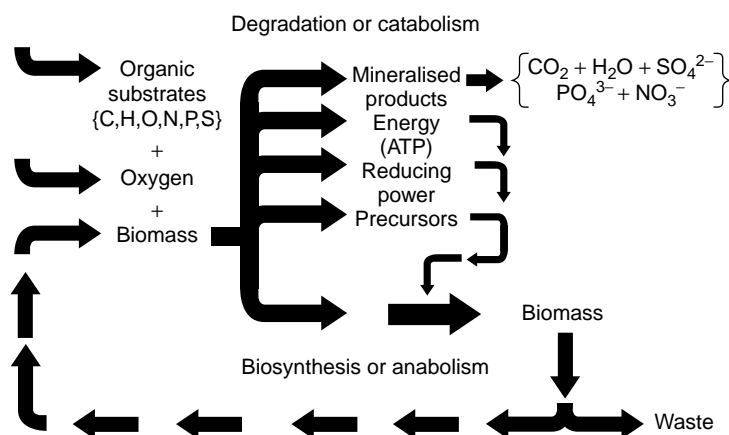 Degradation or catabolism
Organic
substrates
{C,H,O,N,P,S}
+
Oxygen
+
Biomass
Mineralised
products
Energy
(ATP)
Reducing
power
Precursors
{CO₂ + H₂O + SO₄²⁻
PO₄³⁻ + NO₃⁻}
Biomass
Biosynthesis or anabolism
Waste